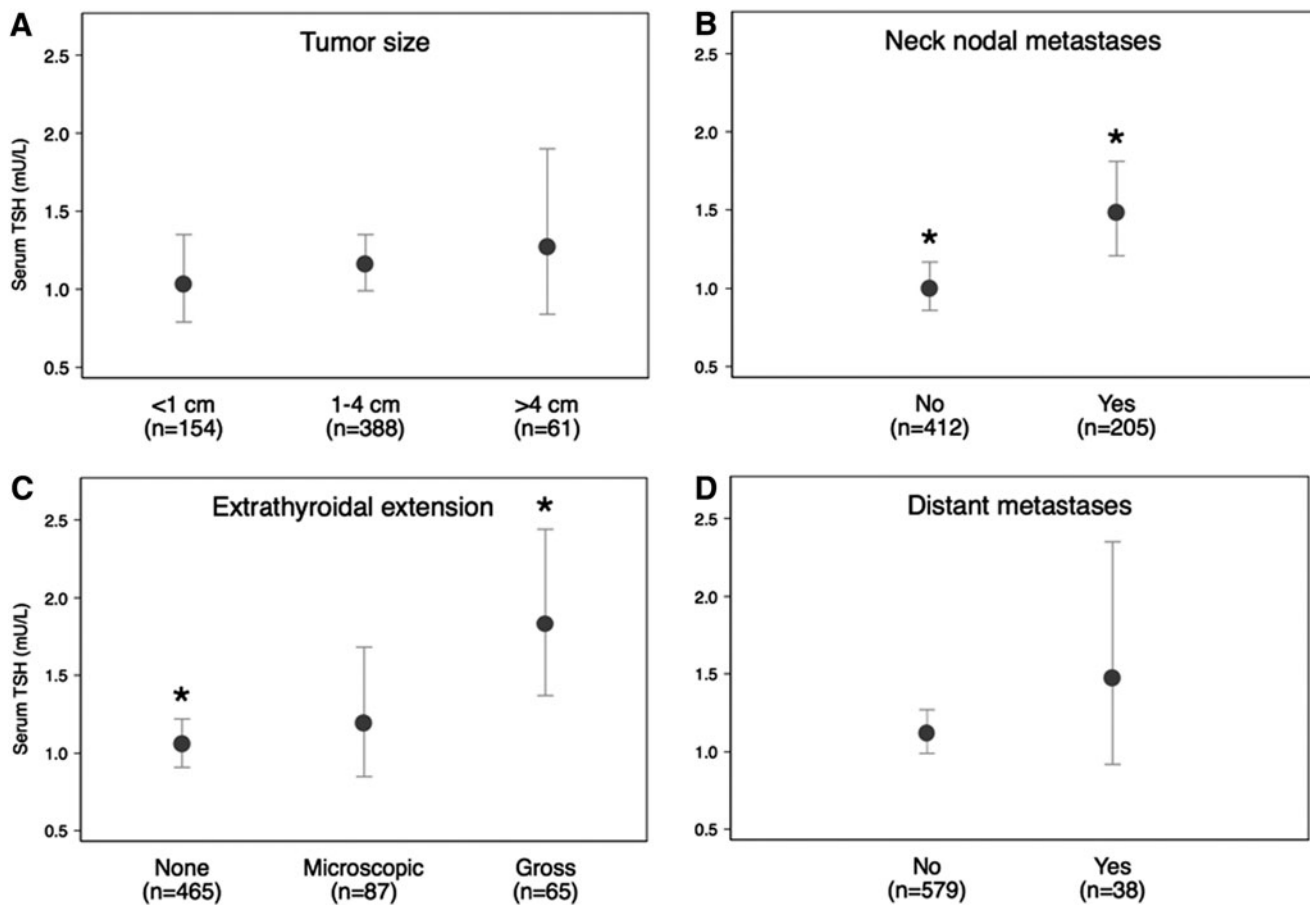 A
Tumor size
Serum TSH (mU/L)
2.5
2.0
1.5
1.0
0.5
<1 cm 1-4 cm >4 cm
(n=154) (n=388) (n=61)
B
Neck nodal metastases
2.5
2.0
1.5
1.0
0.5
*
*
No Yes
(n=412) (n=205)
C
Extrathyroidal extension
Serum TSH (mU/L)
2.5
2.0
1.5
1.0
0.5
*
*
None Microscopic Gross
(n=465) (n=87) (n=65)
D
Distant metastases
2.5
2.0
1.5
1.0
0.5
No Yes
(n=579) (n=38)